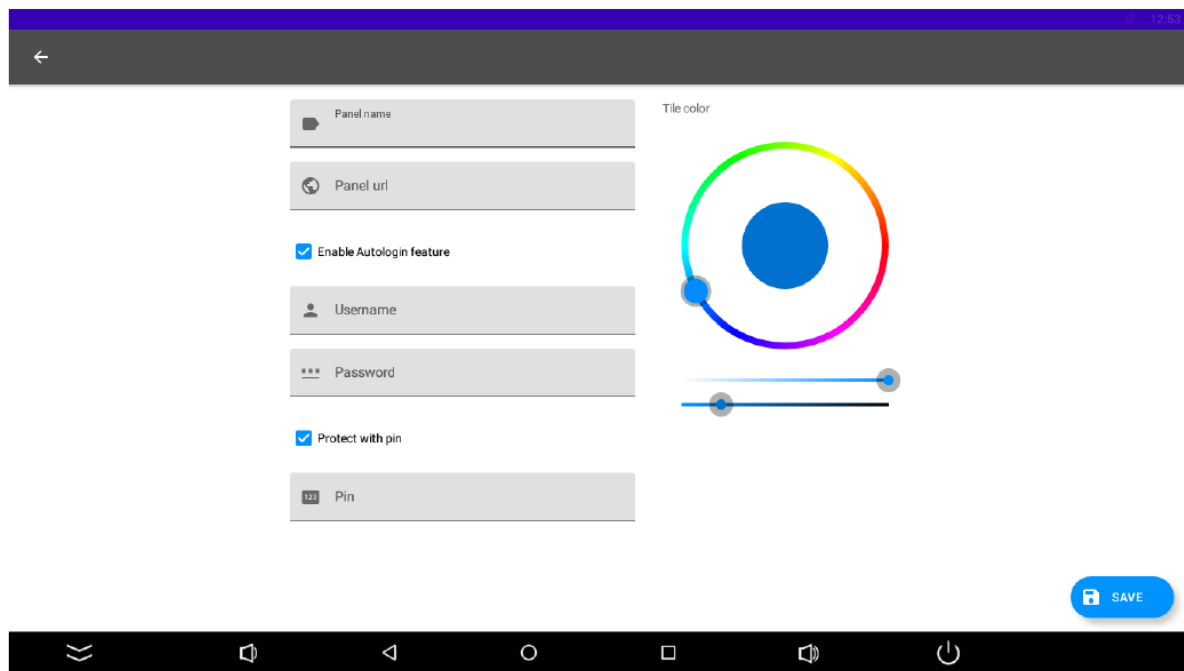 12:53
Panel name
Tile color
Panel url
Enable Autologin feature
Username
Password
Protect with pin
123
Pin
SAVE